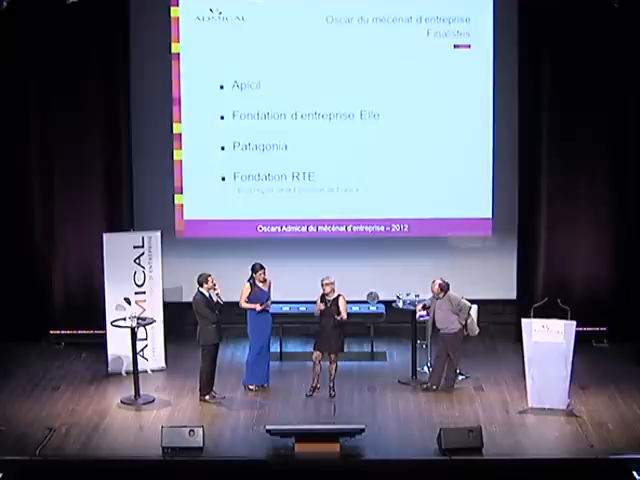 ADMICAL
Oscar du mécénat d'entreprise
Finalistes
Apicil
Fondation d'entreprise Elle
Patagonia
Fondation RTE
Oscars Admical du mécénat d'entreprise – 2012
ADMICAL
D'ENTREPRISE